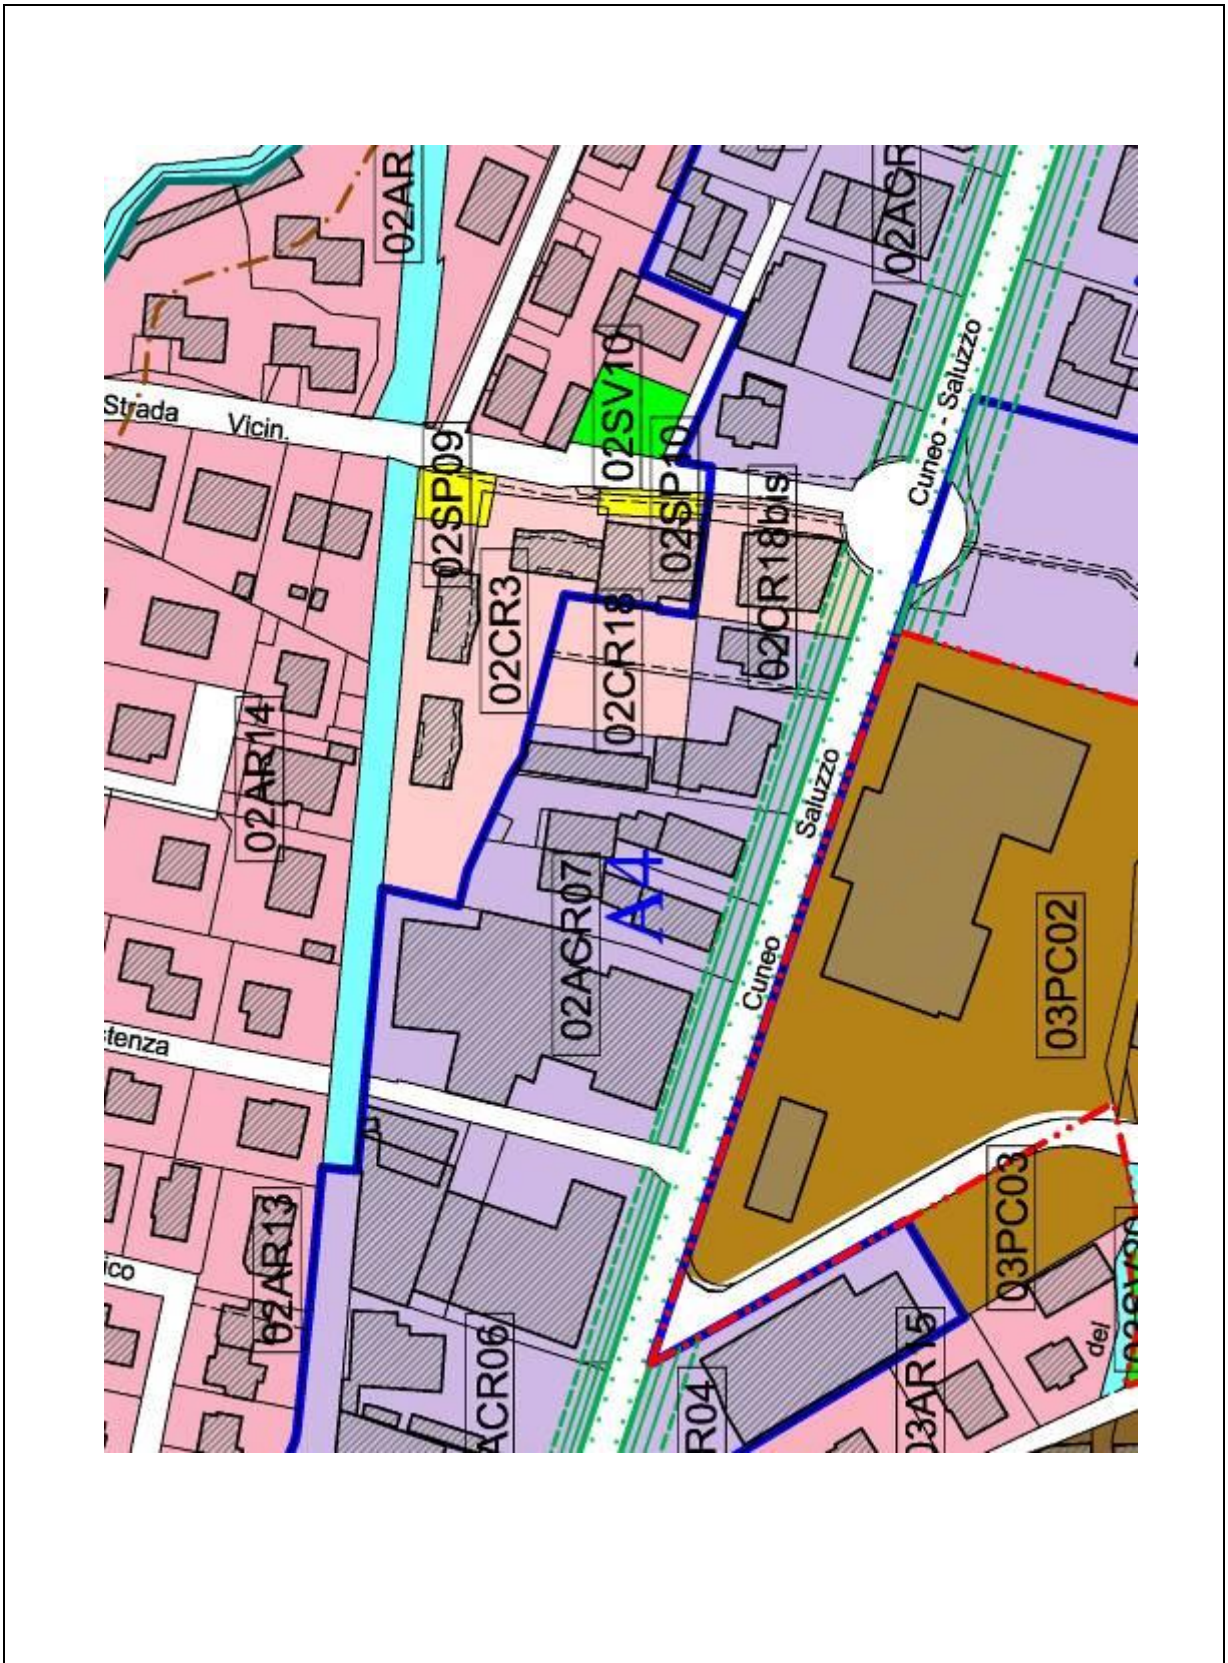 02AR
02ACR
02SV10
Cuneo - Saluzzo
Strada Vicin.
02SP09
02SP10
02CR18bis
02CR3
02CR18
02AR14
Saluzzo
02ACR07
A4
Cuneo
03PC02
tenza
03PC03
02AR13
ico
ACR06
03AR15
del
R04